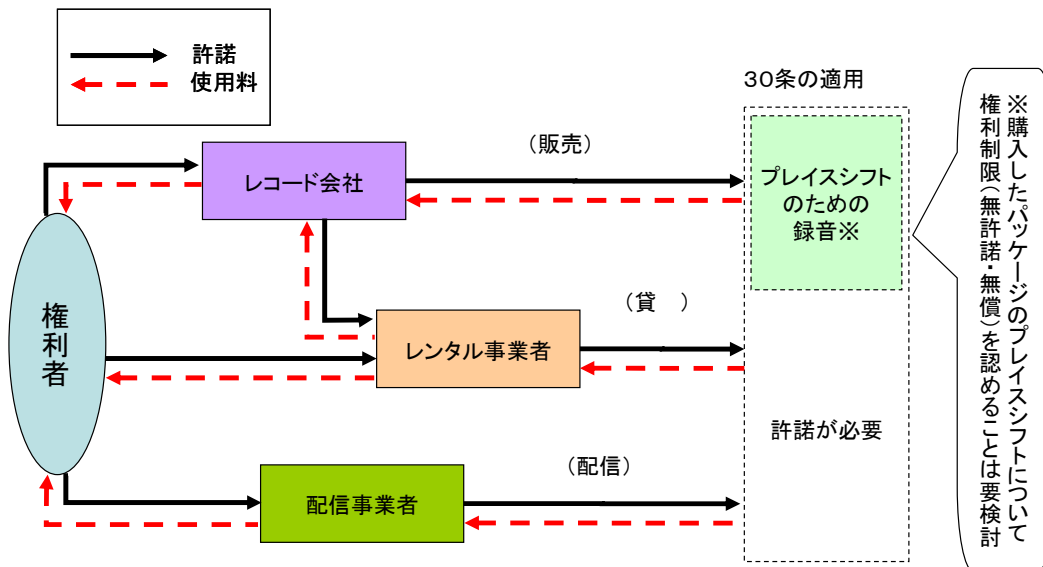 許諾
使用料
30条の適用
(販売)
レコード会社
プレイスシフト
のための
録音※
権利者
(貸　)
レンタル事業者
許諾が必要
(配信)
配信事業者
※購入したパッケージのプレイスシフトについて
権利制限(無許諾・無償)を認めることは要検討